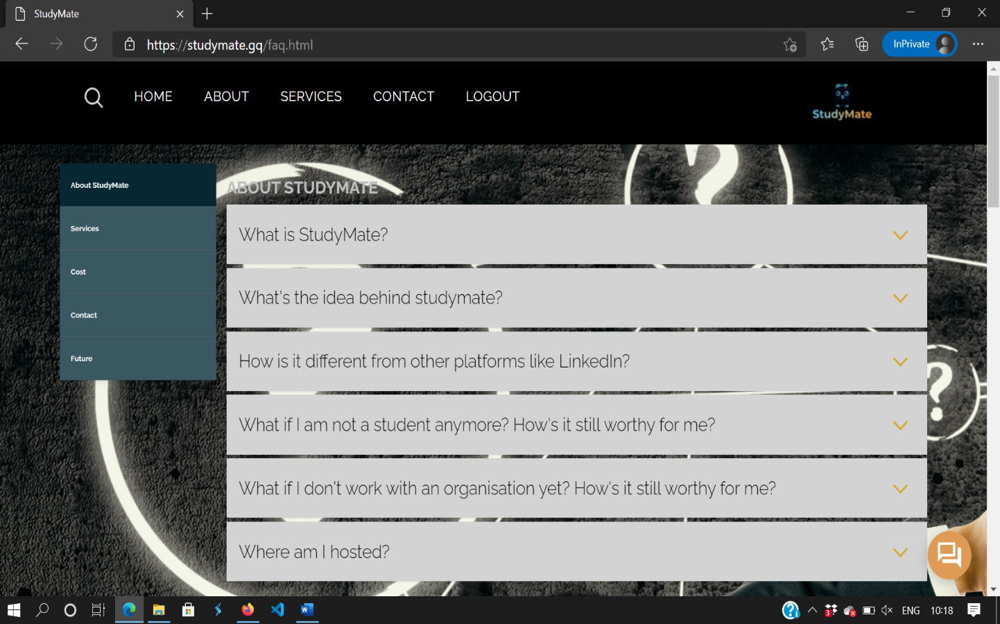 StudyMate
https://studymate.gq/faq.html
InPrivate
HOME ABOUT SERVICES CONTACT LOGOUT
StudyMate
About StudyMate
Services
Cost
Contact
Future
ABOUT STUDYMATE
What is StudyMate?
What's the idea behind studymate?
How is it different from other platforms like LinkedIn?
What if I am not a student anymore? How's it still worthy for me?
What if I don't work with an organisation yet? How's it still worthy for me?
Where am I hosted?
3 ENG 10:18